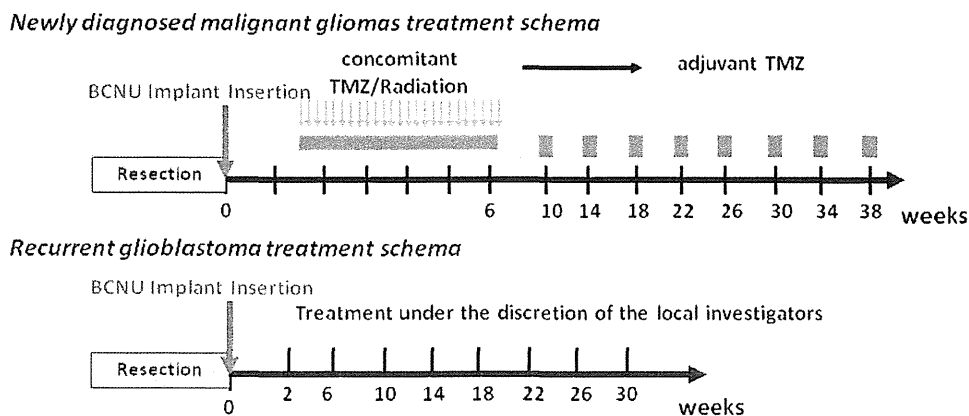 Newly diagnosed malignant gliomas treatment schema
concomitant
TMZ/Radiation
adjuvant TMZ
BCNU Implant Insertion
Resection
0 6 10 14 18 22 26 30 34 38 weeks
Recurrent glioblastoma treatment schema
BCNU Implant Insertion
Treatment under the discretion of the local investigators
Resection
0 2 6 10 14 18 22 26 30 weeks